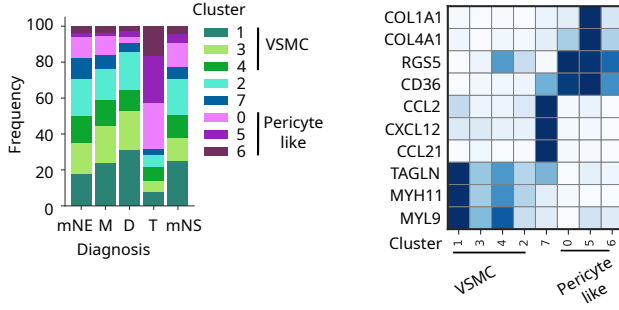 Cluster
100
80
60
40
20
0
Frequency
mNE M D T mNS
Diagnosis
1
3
4
2
7
0
5
6
VSMC
Pericyte
like
COL1A1
COL4A1
RGS5
CD36
CCL2
CXCL12
CCL21
TAGLN
MYH11
MYL9
Cluster 1 3 4 2 7 0 5 6
VSMC
Pericyte
like